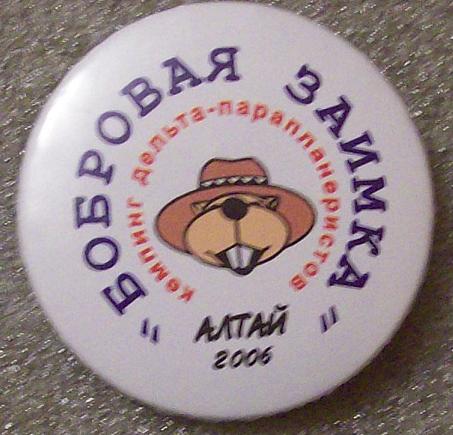 "БОБРОВАЯ ЗАИМКА"
кемпинг дельта-парапланеристов
АЛТАЙ
2006